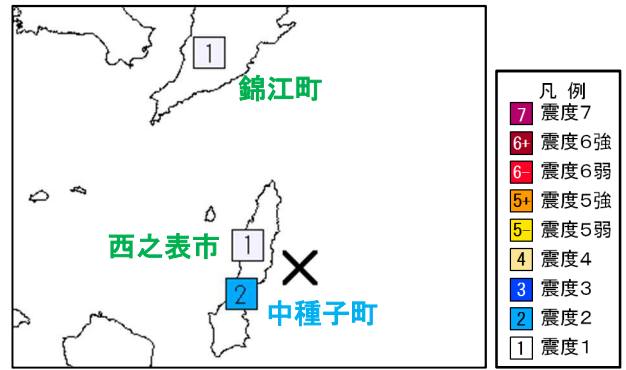 1
錦江町
西之表市
1
2
中種子町
凡例
7 震度7
6+ 震度6強
6- 震度6弱
5+ 震度5強
5- 震度5弱
4 震度4
3 震度3
2 震度2
1 震度1